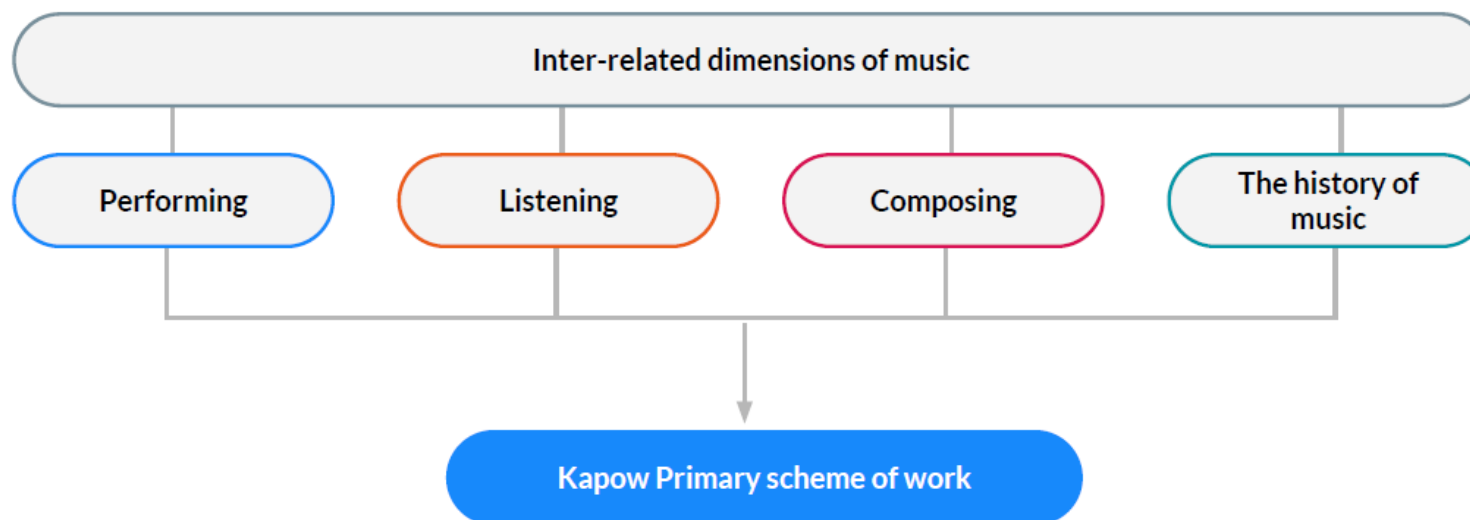 Inter-related dimensions of music
Performing
Listening
Composing
The history of
music
Kapow Primary scheme of work